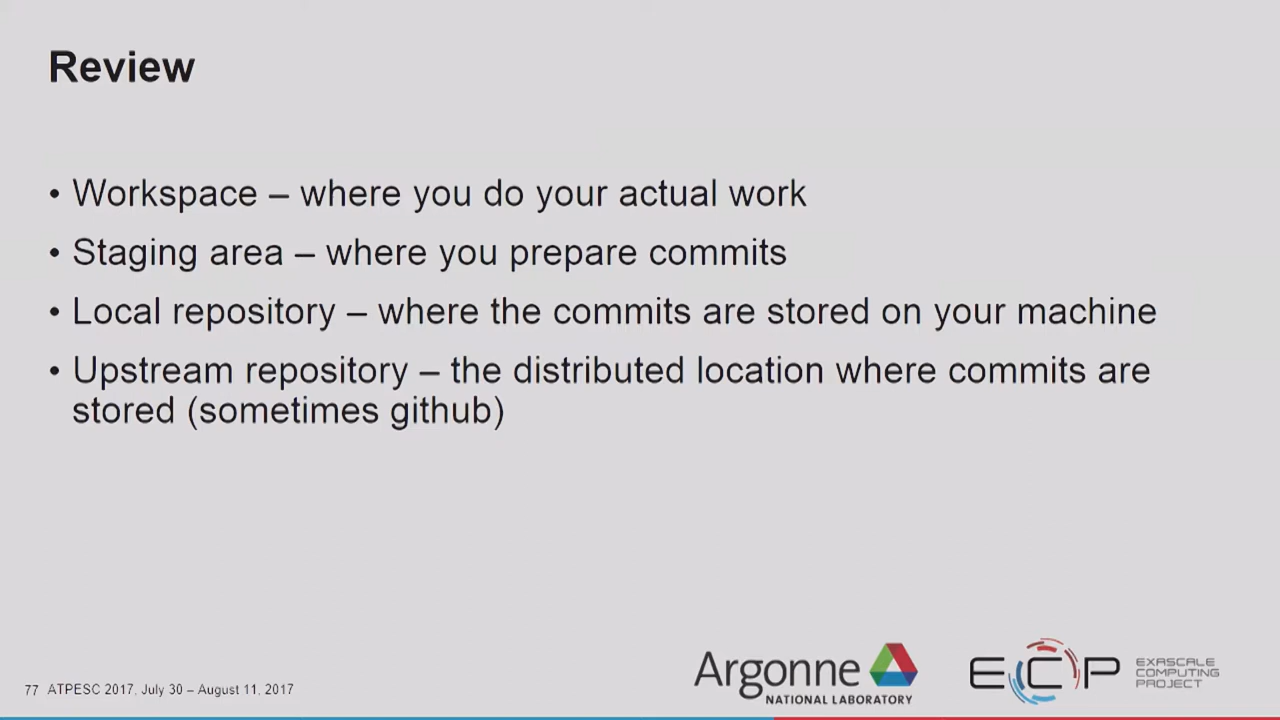 Review
• Workspace – where you do your actual work
• Staging area – where you prepare commits
• Local repository – where the commits are stored on your machine
• Upstream repository – the distributed location where commits are
stored (sometimes github)
77 ATPESC 2017, July 30 – August 11, 2017
Argonne
NATIONAL LABORATORY
ECP
EXASCALE
COMPUTING
PROJECT